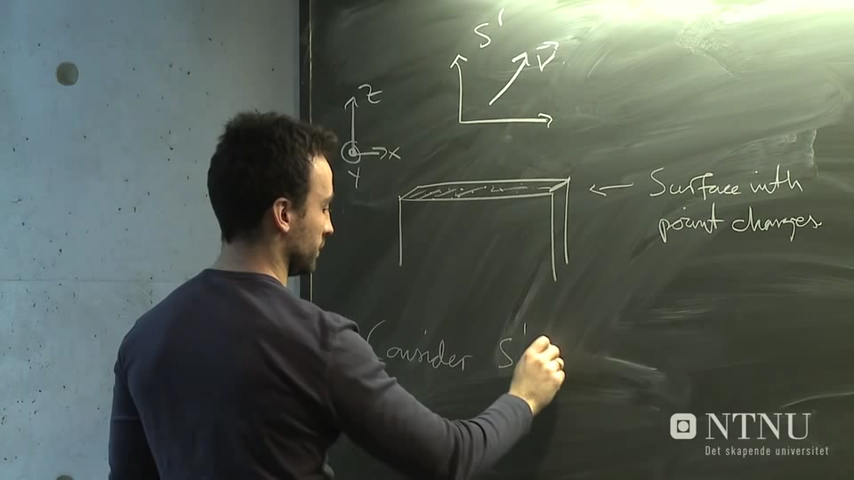 S'
V
Z
X
Y
Surface with
point charges
Consider S'
NTNU
Det skapende universitet